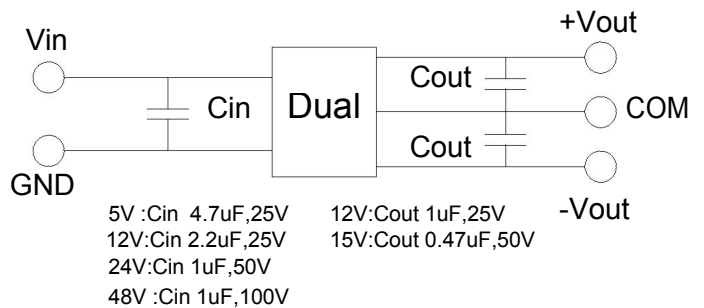 +Vout
Vin
Cout
Cin
Dual
COM
Cout
GND
-Vout
5V :Cin 4.7uF,25V
12V:Cout 1uF,25V
12V:Cin 2.2uF,25V
15V:Cout 0.47uF,50V
24V:Cin 1uF,50V
48V :Cin 1uF,100V